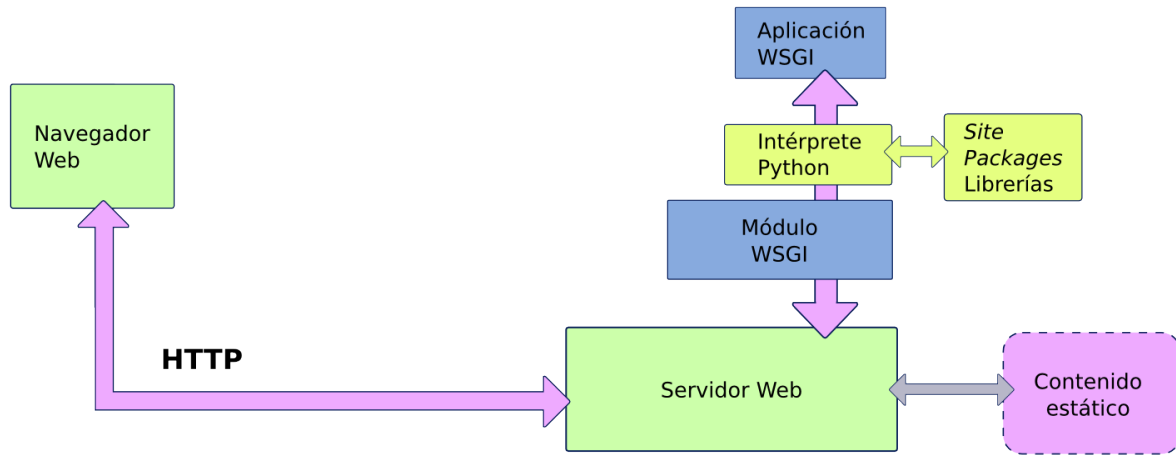 Aplicación
WSGI
Navegador
Web
Intérprete
Python
Site
Packages
Librerías
Módulo
WSGI
HTTP
Servidor Web
Contenido
estático